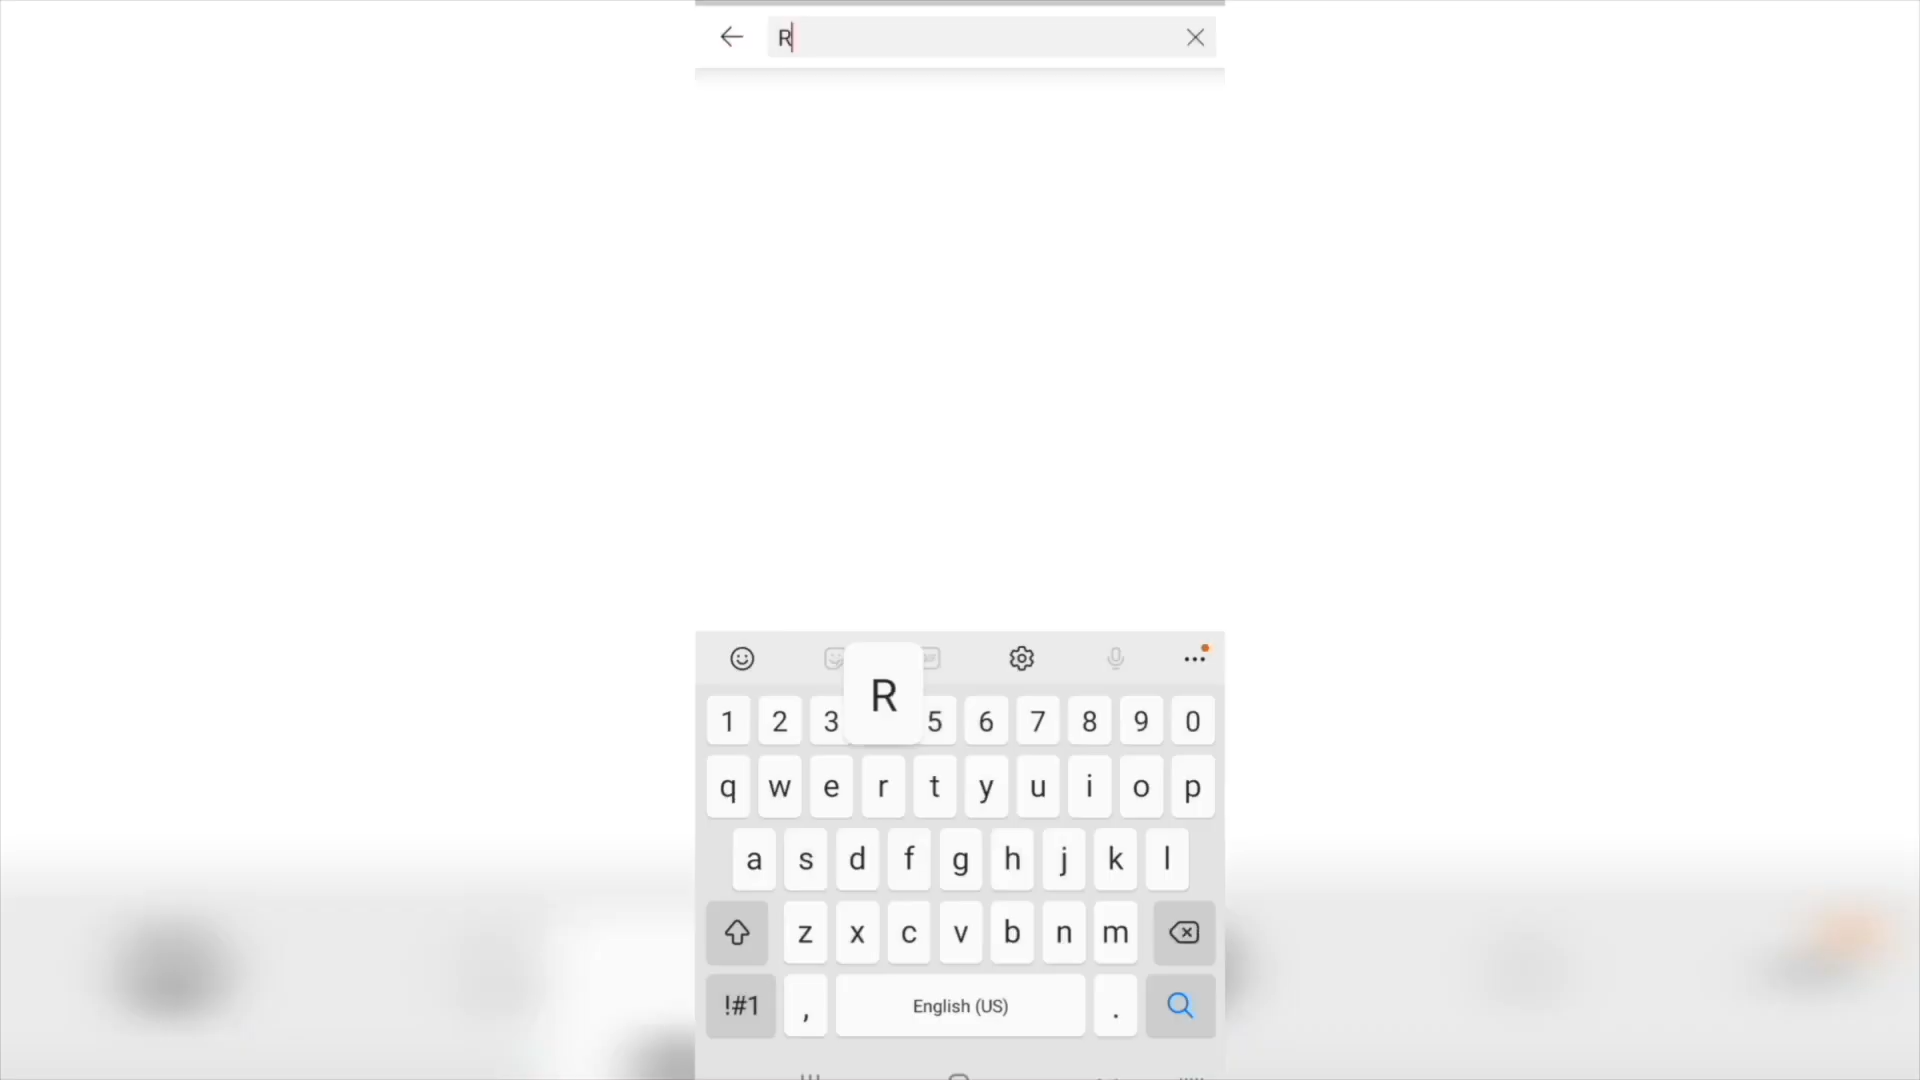 R
R
1 2 3 5 6 7 8 9 0
q w e r t y u i o p
a s d f g h j k l
z x c v b n m
!#1 , English (US) .